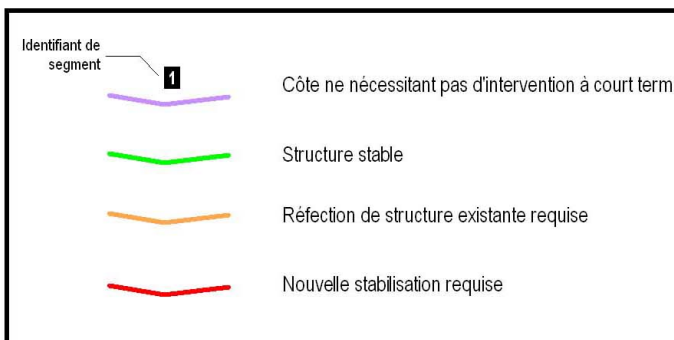 Identifiant de
segment
1
Côte ne nécessitant pas d'intervention à court term
Structure stable
Réfection de structure existante requise
Nouvelle stabilisation requise